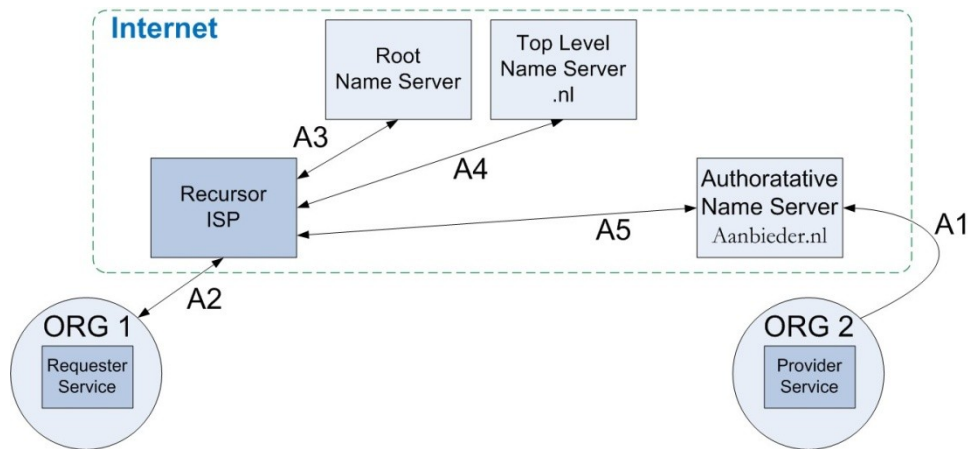 Internet
Root
Name Server
Top Level
Name Server
.nl
A3
A4
Recursor
ISP
Authoratative
Name Server
Aanbieder.nl
A1
A5
A2
ORG 1
Requester
Service
ORG 2
Provider
Service